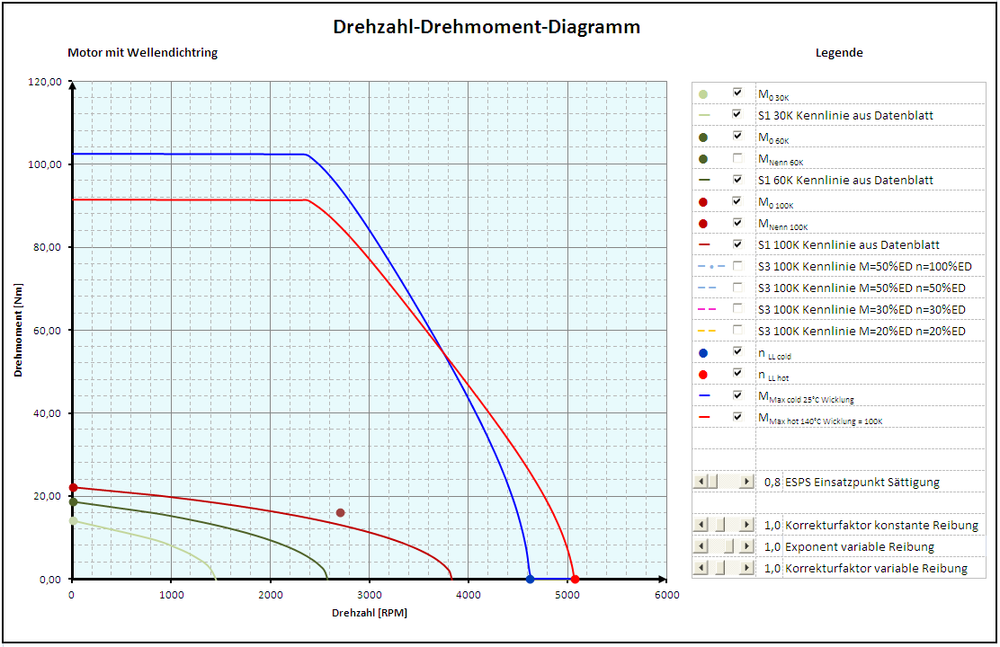 Drehzahl-Drehmoment-Diagramm
Motor mit Wellendichtring
Legende
120,00
100,00
80,00
60,00
40,00
20,00
0,00
Drehmoment [Nm]
0
1000
2000
3000
4000
5000
6000
Drehzahl [RPM]
M0 30K
S1 30K Kennlinie aus Datenblatt
M0 60K
MNenn 60K
S1 60K Kennlinie aus Datenblatt
M0 100K
MNenn 100K
S1 100K Kennlinie aus Datenblatt
S3 100K Kennlinie M=50%ED n=100%ED
S3 100K Kennlinie M=50%ED n=50%ED
S3 100K Kennlinie M=30%ED n=30%ED
S3 100K Kennlinie M=20%ED n=20%ED
n LL cold
n LL hot
MMax cold 25°C Wicklung
MMax hot 140°C Wicklung = 100K
0,8 ESPS Einsatzpunkt Sättigung
1,0 Korrekturfaktor konstante Reibung
1,0 Exponent variable Reibung
1,0 Korrekturfaktor variable Reibung